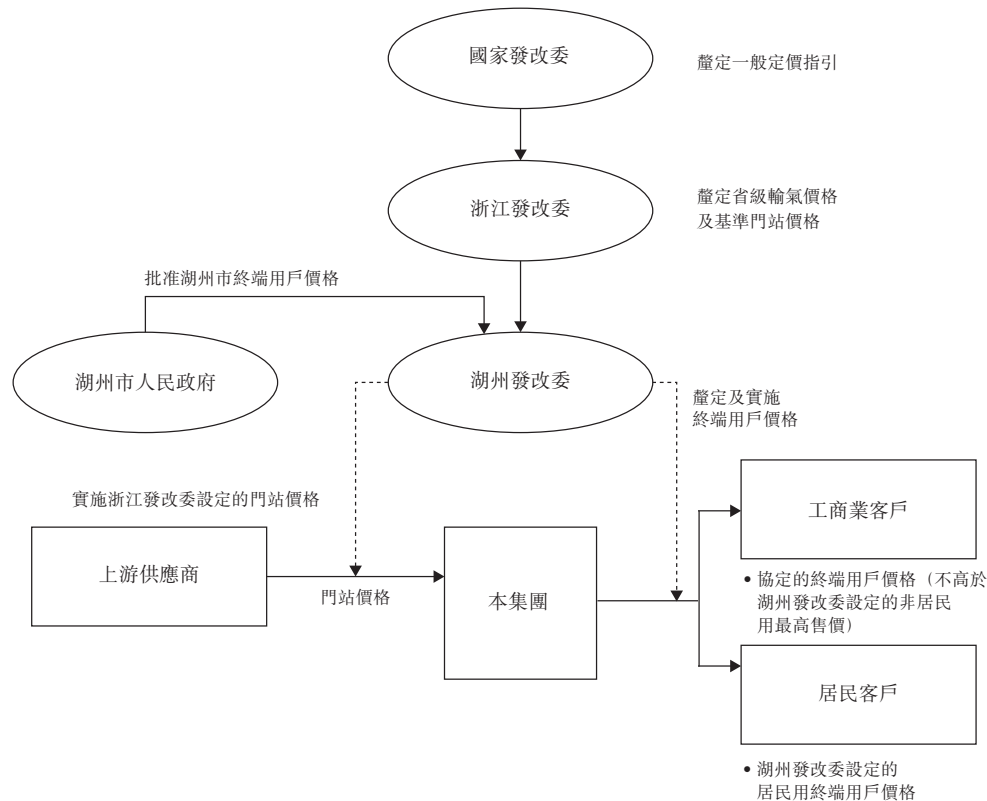 國家發改委
釐定一般定價指引
浙江發改委
釐定省級輸氣價格
及基準門站價格
批准湖州市終端用戶價格
湖州市人民政府
湖州發改委
釐定及實施
終端用戶價格
實施浙江發改委設定的門站價格
上游供應商
門站價格
本集團
工商業客戶
• 協定的終端用戶價格（不高於
湖州發改委設定的非居民
用最高售價）
居民客戶
• 湖州發改委設定的
居民用終端用戶價格